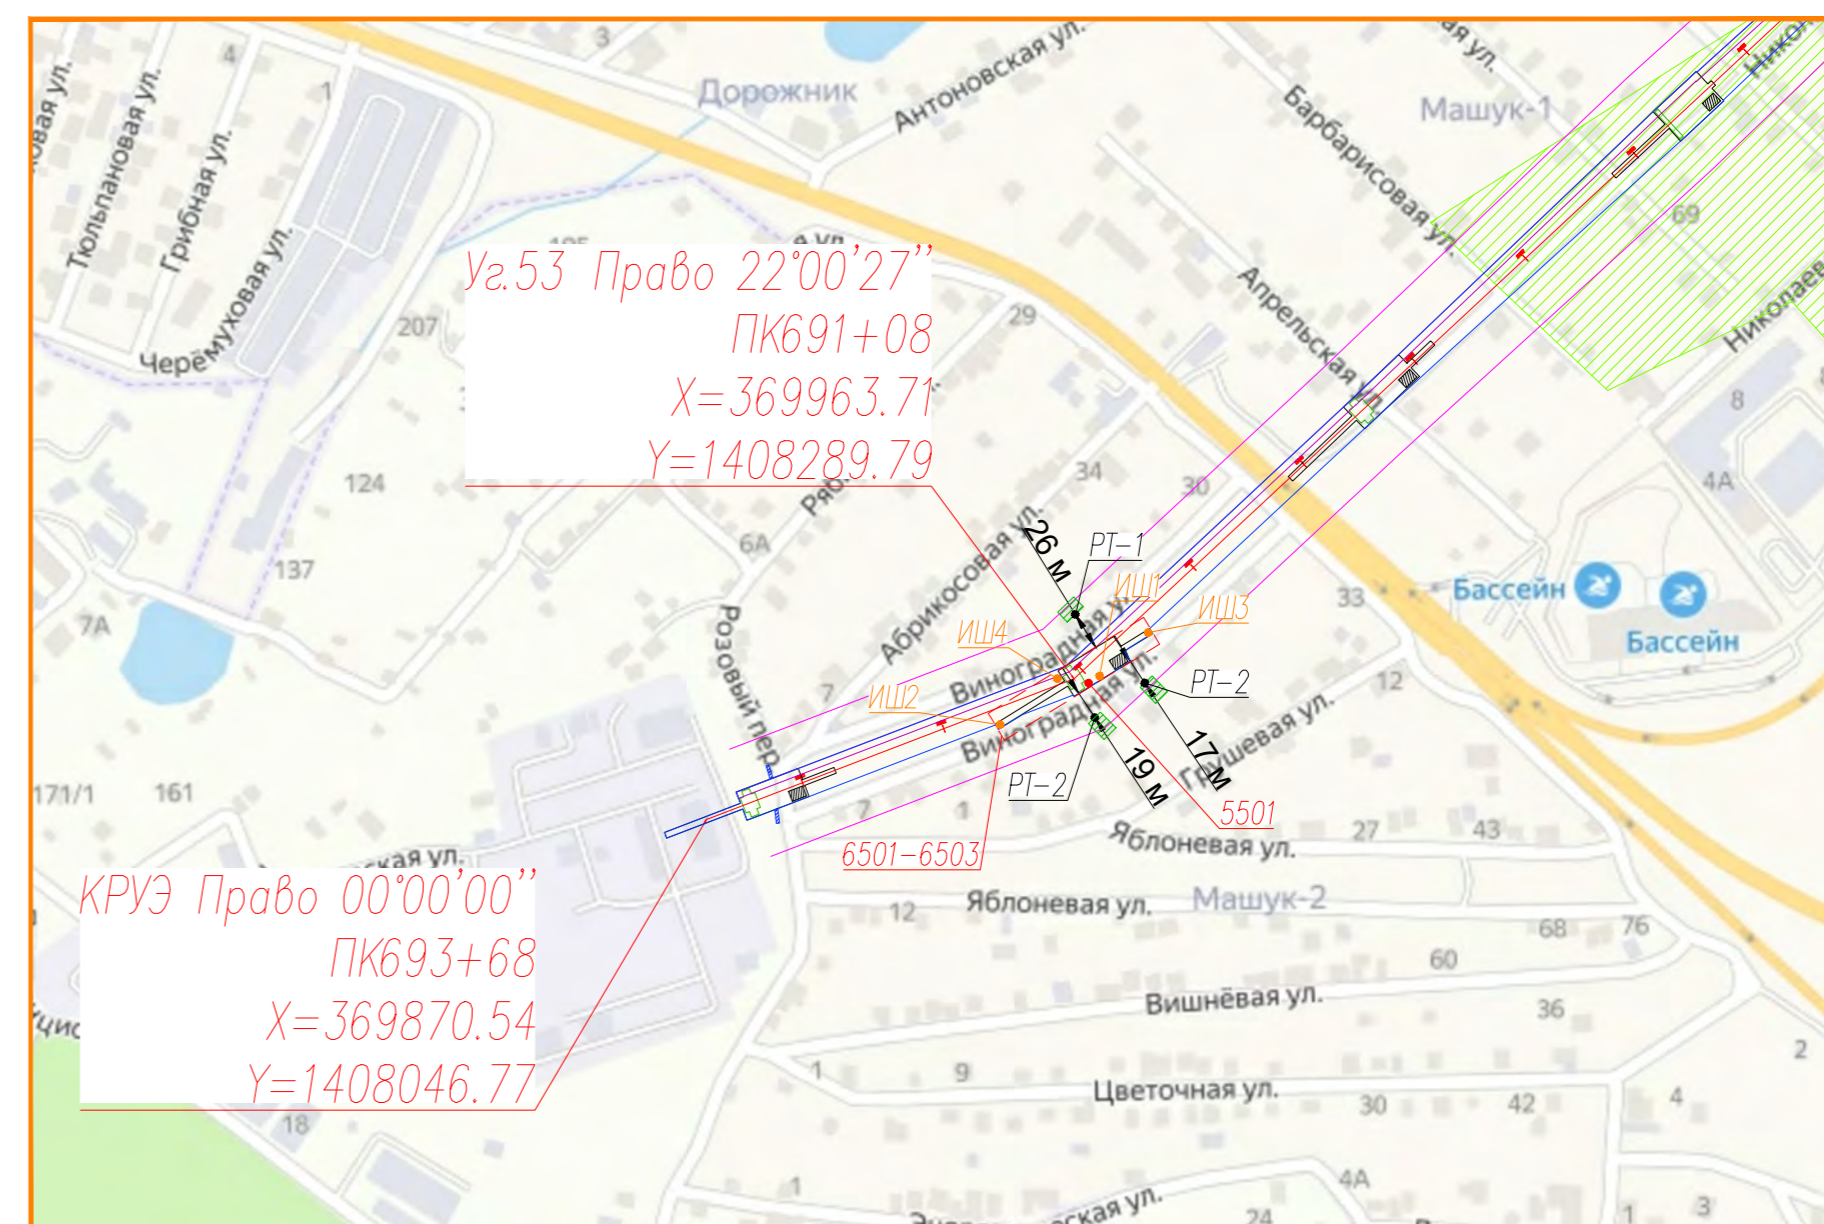 3
4
1
Тюльпановая ул.
Грибная ул.
Черёмуховая ул.
Дорожник
Антоновская ул.
Барбарисовая ул.
Машук-1
69
Апрельская ул.
8
4А
207
29
Уг.53 Право 22°00'27''
ПК691+08
X=369963.71
Y=1408289.79
124
137
7А
6А
34
30
Абрикосовая ул.
26 м
РТ-1
ИШ1
ИШ3
ИШ4
ИШ2
Виноградная ул.
Виноградная ул.
Розовый пер.
7
33
12
Бассейн
Бассейн
РТ-2
РТ-2
17 м
19 м
Грушевая ул.
5501
6501-6503
171/1
161
7
1
Яблоневая ул.
27
43
Яблоневая ул.
Машук-2
12
68
76
60
КРУЭ Право 00°00'00''
ПК693+68
X=369870.54
Y=1408046.77
Вишнёвая ул.
36
2
1
9
Цветочная ул.
30
42
4
18
1
4А
24
1
3